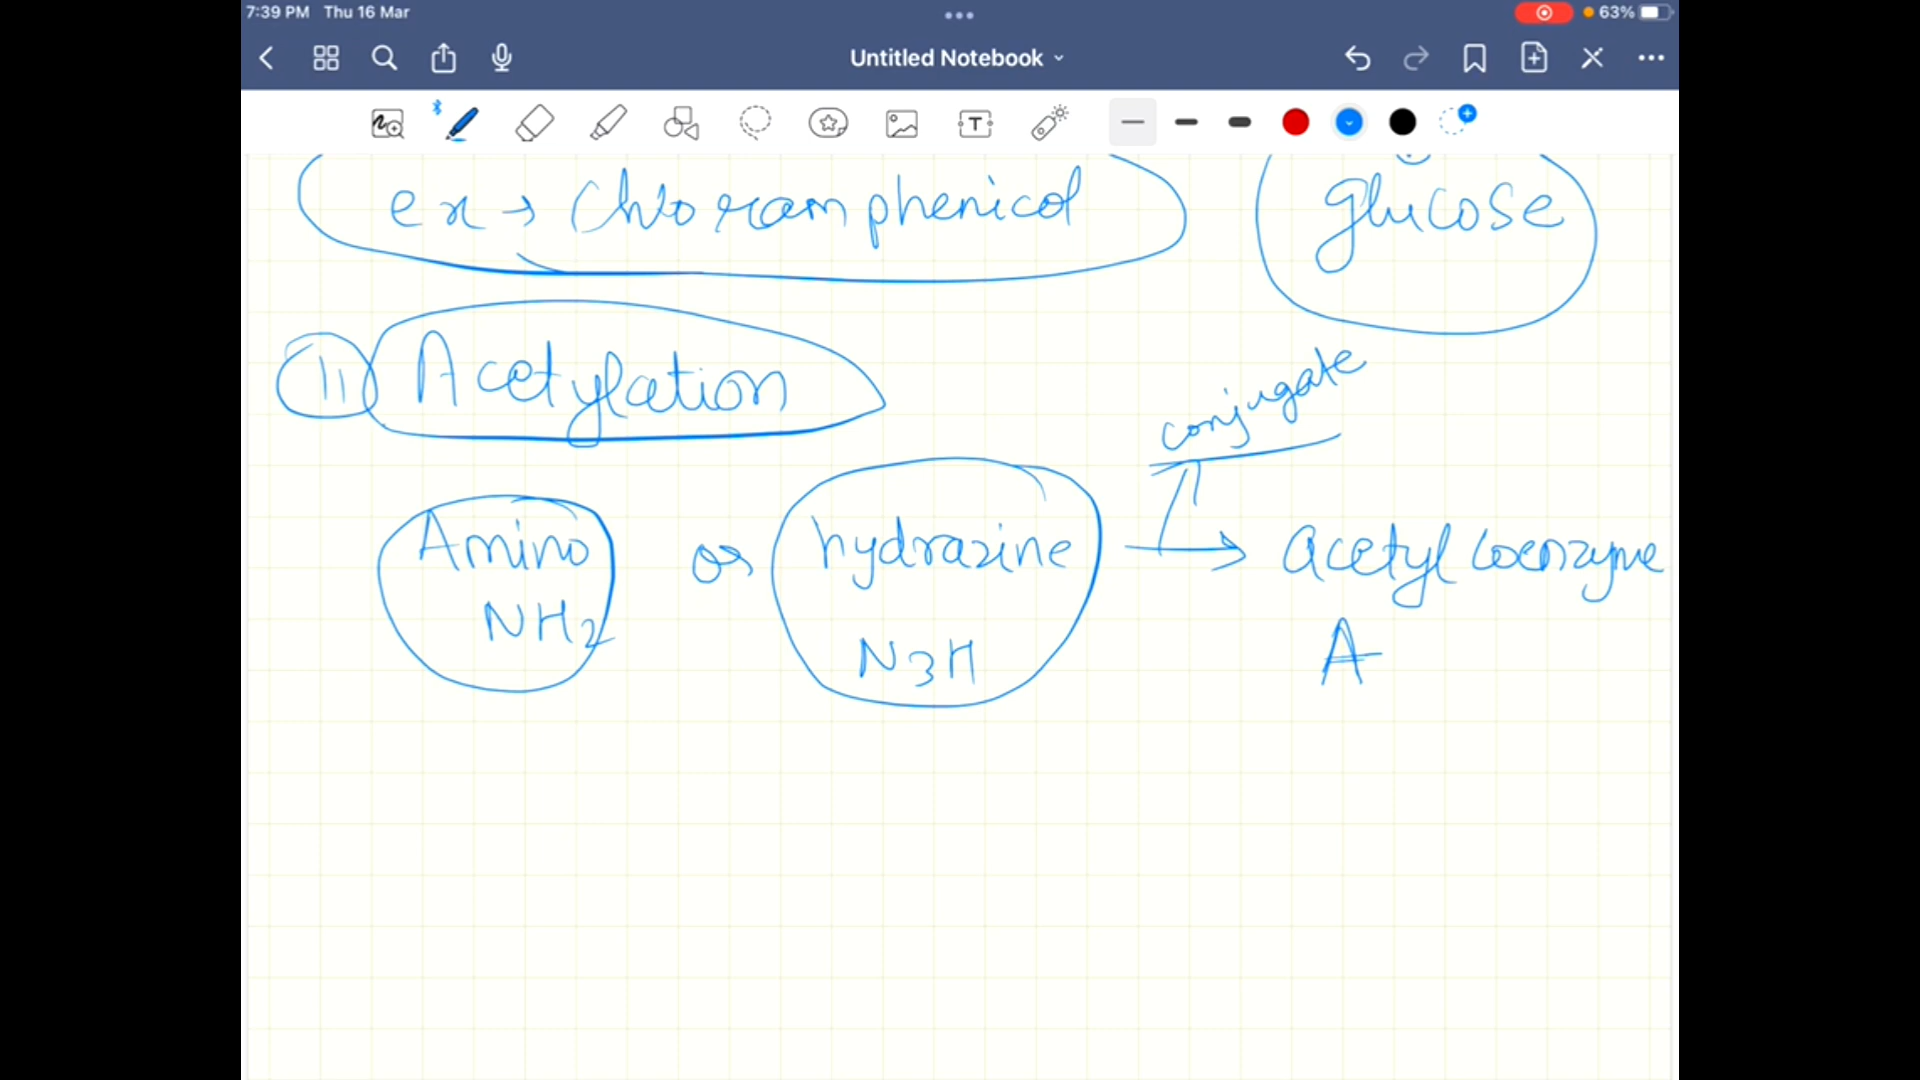 7:39 PM Thu 16 Mar
63%
Untitled Notebook
T
ex → Chloramphenicol
glucose
II Acetylation
conjugate
Amino or hydrazine → acetyl coenzyme
NH2
N3H
A